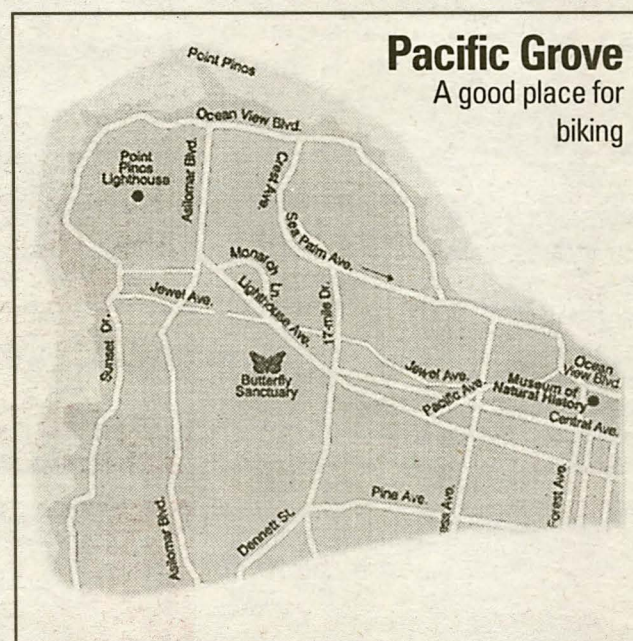 Pacific Grove
A good place for
biking
Point Pinos
Ocean View Blvd.
Point
Pinos
Lighthouse
Asilomar Blvd.
Crest Ave.
Sea Palm Ave.
Monarch
Ln.
Lighthouse Ave.
17-mile Dr.
Jewel Ave.
Sunset Dr.
Butterfly
Sanctuary
Jewel Ave.
Pacific Ave.
Museum of
Natural History
Ocean
View Blvd.
Central Ave.
Forest Ave.
Pine Ave.
Dennett St.
Asilomar Blvd.
Ave.